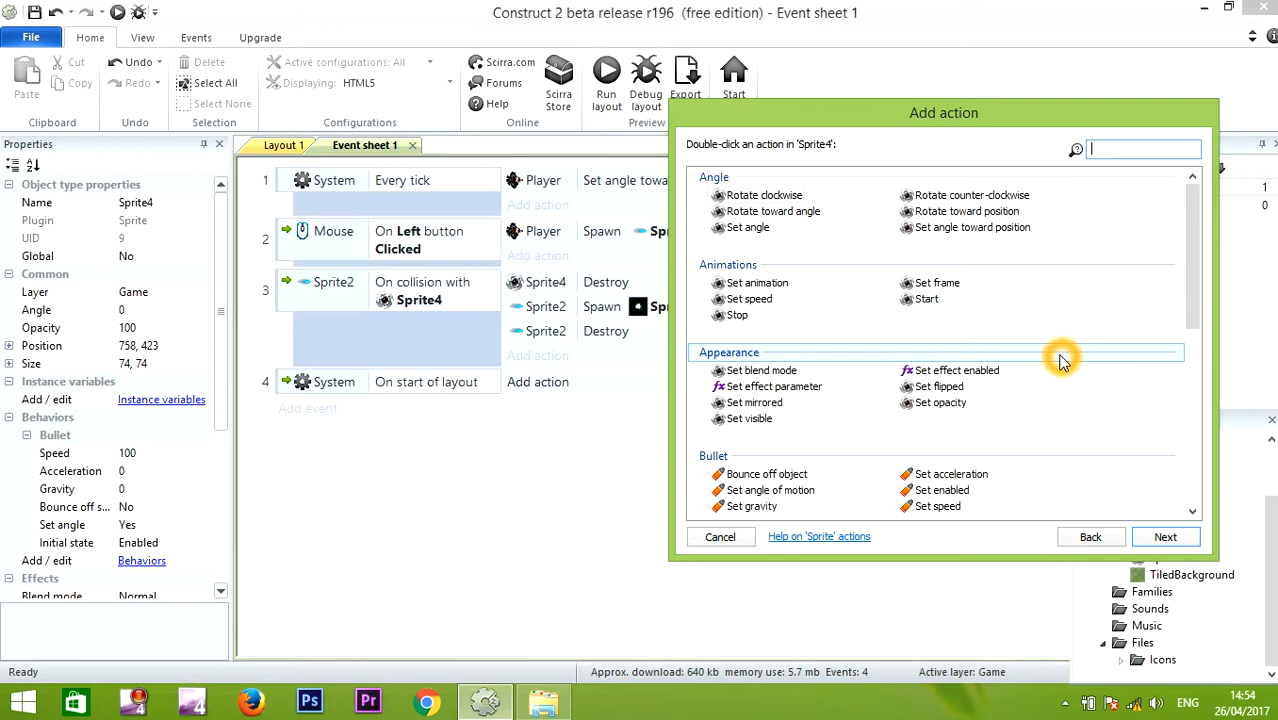 Construct 2 beta release r196 (free edition) - Event sheet 1
File Home View Events Upgrade
Paste Cut Copy
Clipboard
Undo Redo
Undo
Delete
Select All
Select None
Selection
Active configurations: All
Displaying: HTML5
Configurations
Scirra.com
Forums
Help
Scirra Store
Online
Run layout
Debug layout
Export
Start
Preview
Properties
Object type properties
Name Sprite4
Plugin Sprite
UID 9
Global No
Common
Layer Game
Angle 0
Opacity 100
Position 758, 423
Size 74, 74
Instance variables
Add / edit Instance variables
Behaviors
Bullet
Speed 100
Acceleration 0
Gravity 0
Bounce off s... No
Set angle Yes
Initial state Enabled
Add / edit Behaviors
Effects
Blend mode Normal
Layout 1 Event sheet 1
1 System Every tick Player Set angle towa
Add action
2 Mouse On Left button Clicked Player Spawn Sp
Add action
3 Sprite2 On collision with Sprite4 Sprite4 Destroy
Sprite2 Spawn Sp
Sprite2 Destroy
Add action
4 System On start of layout Add action
Add event
Add action
Double-click an action in 'Sprite4':
Angle
Rotate clockwise Rotate counter-clockwise
Rotate toward angle Rotate toward position
Set angle Set angle toward position
Animations
Set animation Set frame
Set speed Start
Stop
Appearance
Set blend mode Set effect enabled
Set effect parameter Set flipped
Set mirrored Set opacity
Set visible
Bullet
Bounce off object Set acceleration
Set angle of motion Set enabled
Set gravity Set speed
Cancel Help on 'Sprite' actions Back Next
1
0
TiledBackground
Families
Sounds
Music
Files
Icons
Ready Approx. download: 640 kb memory use: 5.7 mb Events: 4 Active layer: Game
4 4 Ps Pr
ENG
14:54
26/04/2017